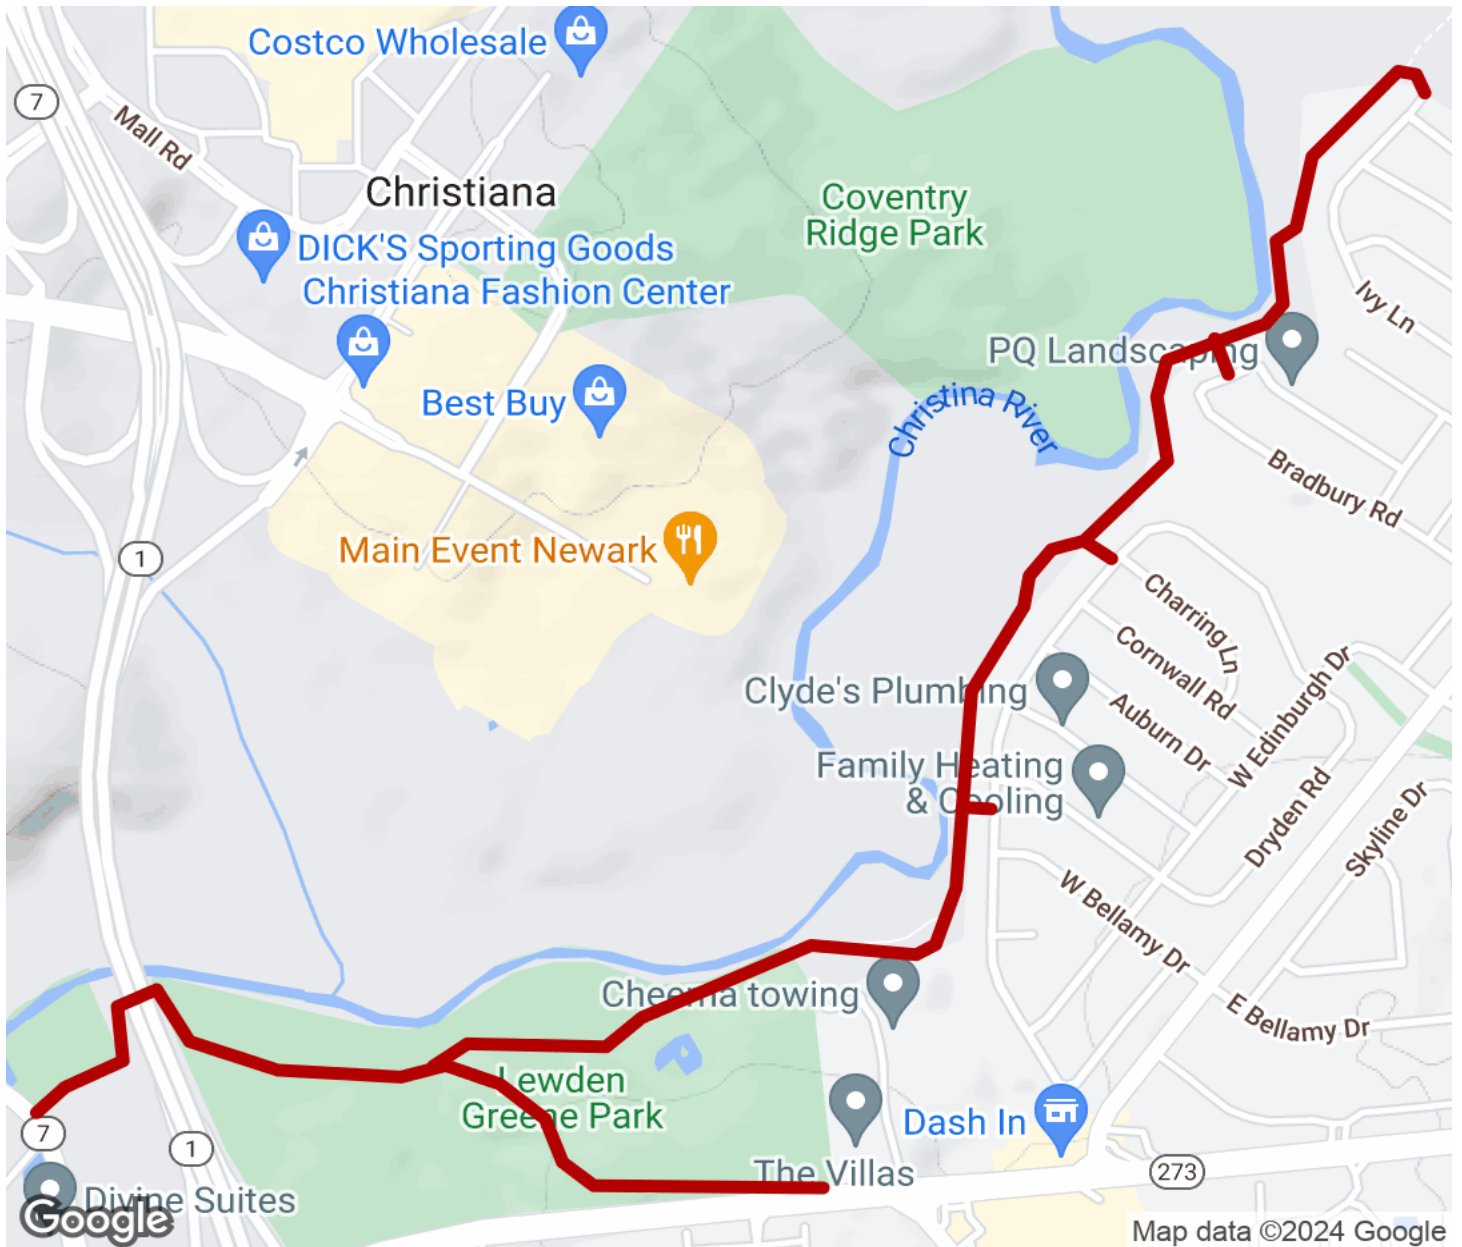 Costco Wholesale
7
Mall Rd
Christiana
Coventry
Ridge Park
DICK'S Sporting Goods
Christiana Fashion Center
Ivy Ln
PQ Landscaping
Best Buy
Christina River
Bradbury Rd
Main Event Newark
1
Charring Ln
Cornwall Rd
Clyde's Plumbing
Auburn Dr
W Edinburgh Dr
Family Heating
& Cooling
Dryden Rd
Skyline Dr
W Bellamy Dr
Cheema towing
E Bellamy Dr
Lewden
Greene Park
Dash In
7
1
The Villas
273
Divine Suites
Google
Map data ©2024 Google